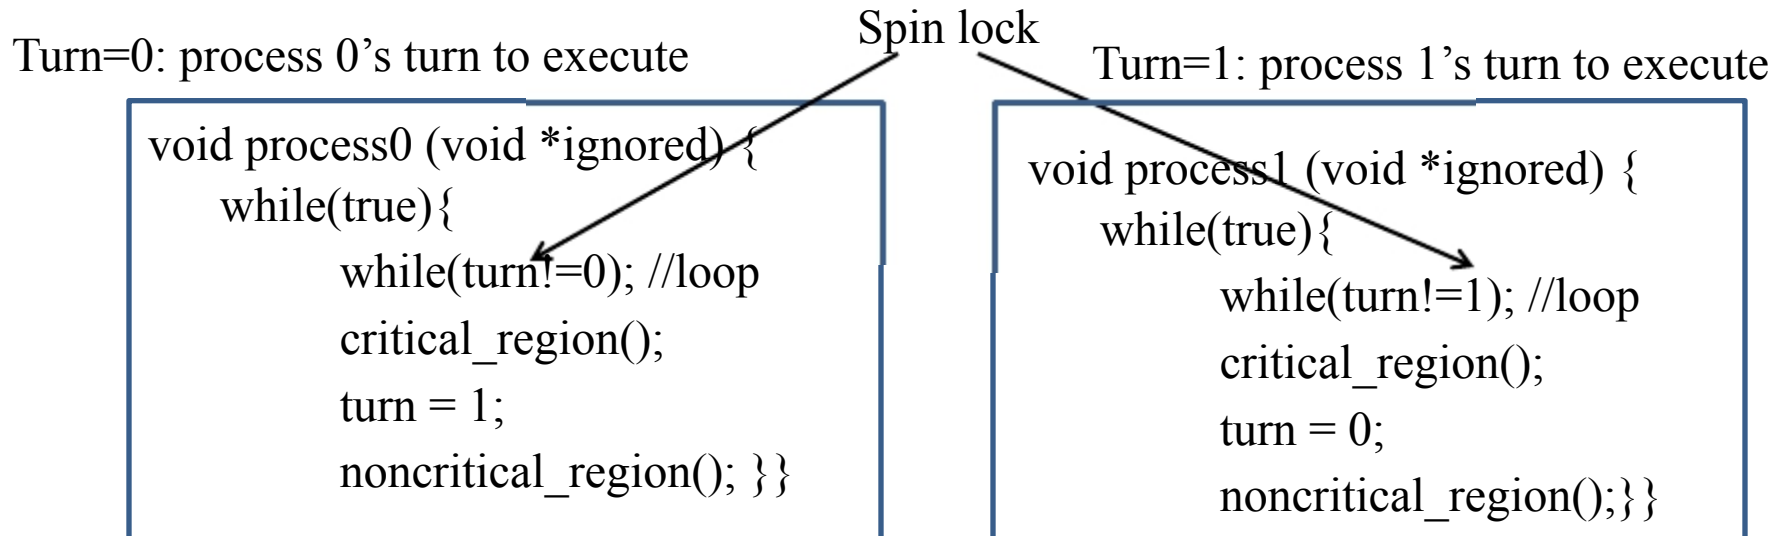 Spin lock
Turn=0: process 0’s turn to execute
void process0 (void *ignored) {
while(true){
while(turn!=0); //loop
critical_region();
turn = 1;
noncritical_region(); }}
Turn=1: process 1’s turn to execute
void process1 (void *ignored) {
while(true){
while(turn!=1); //loop
critical_region();
turn = 0;
noncritical_region();}}